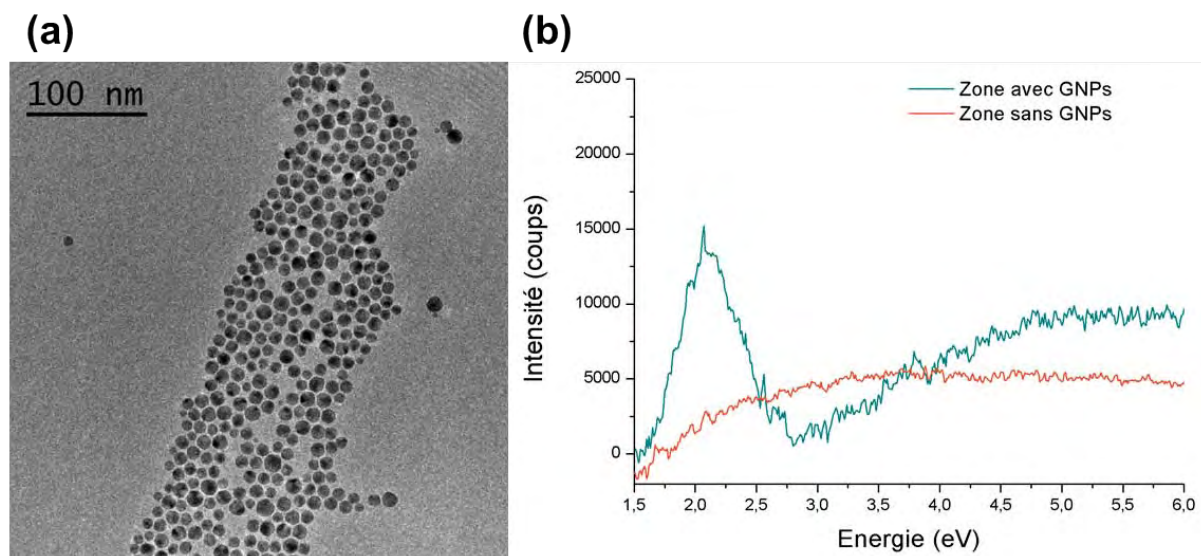 (a)
(b)
100 nm
25000
20000
15000
10000
5000
0
Intensité (coups)
Zone avec GNPs
Zone sans GNPs
1,5 2,0 2,5 3,0 3,5 4,0 4,5 5,0 5,5 6,0
Energie (eV)